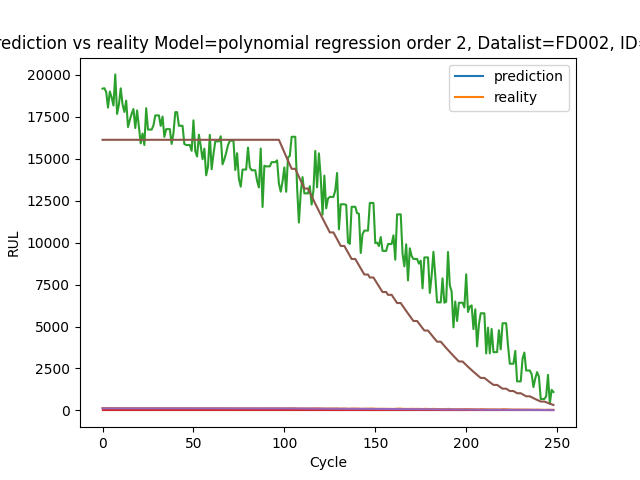 ediction vs reality Model=polynomial regression order 2, Datalist=FD002, ID
prediction
reality
20000
17500
15000
12500
10000
7500
5000
2500
0
RUL
0 50 100 150 200 250
Cycle